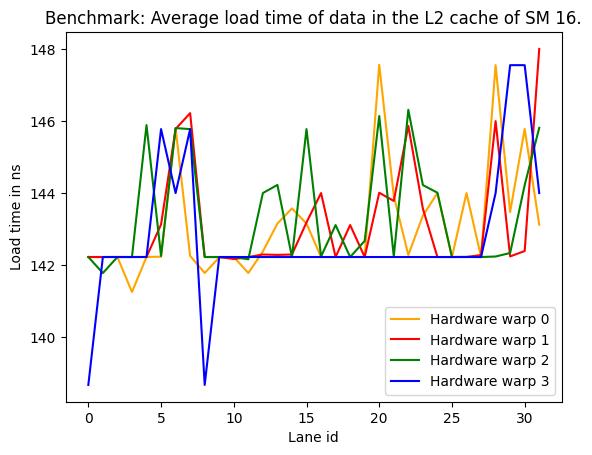 Benchmark: Average load time of data in the L2 cache of SM 16.
Load time in ns
148
146
144
142
140
Hardware warp 0
Hardware warp 1
Hardware warp 2
Hardware warp 3
0 5 10 15 20 25 30
Lane id